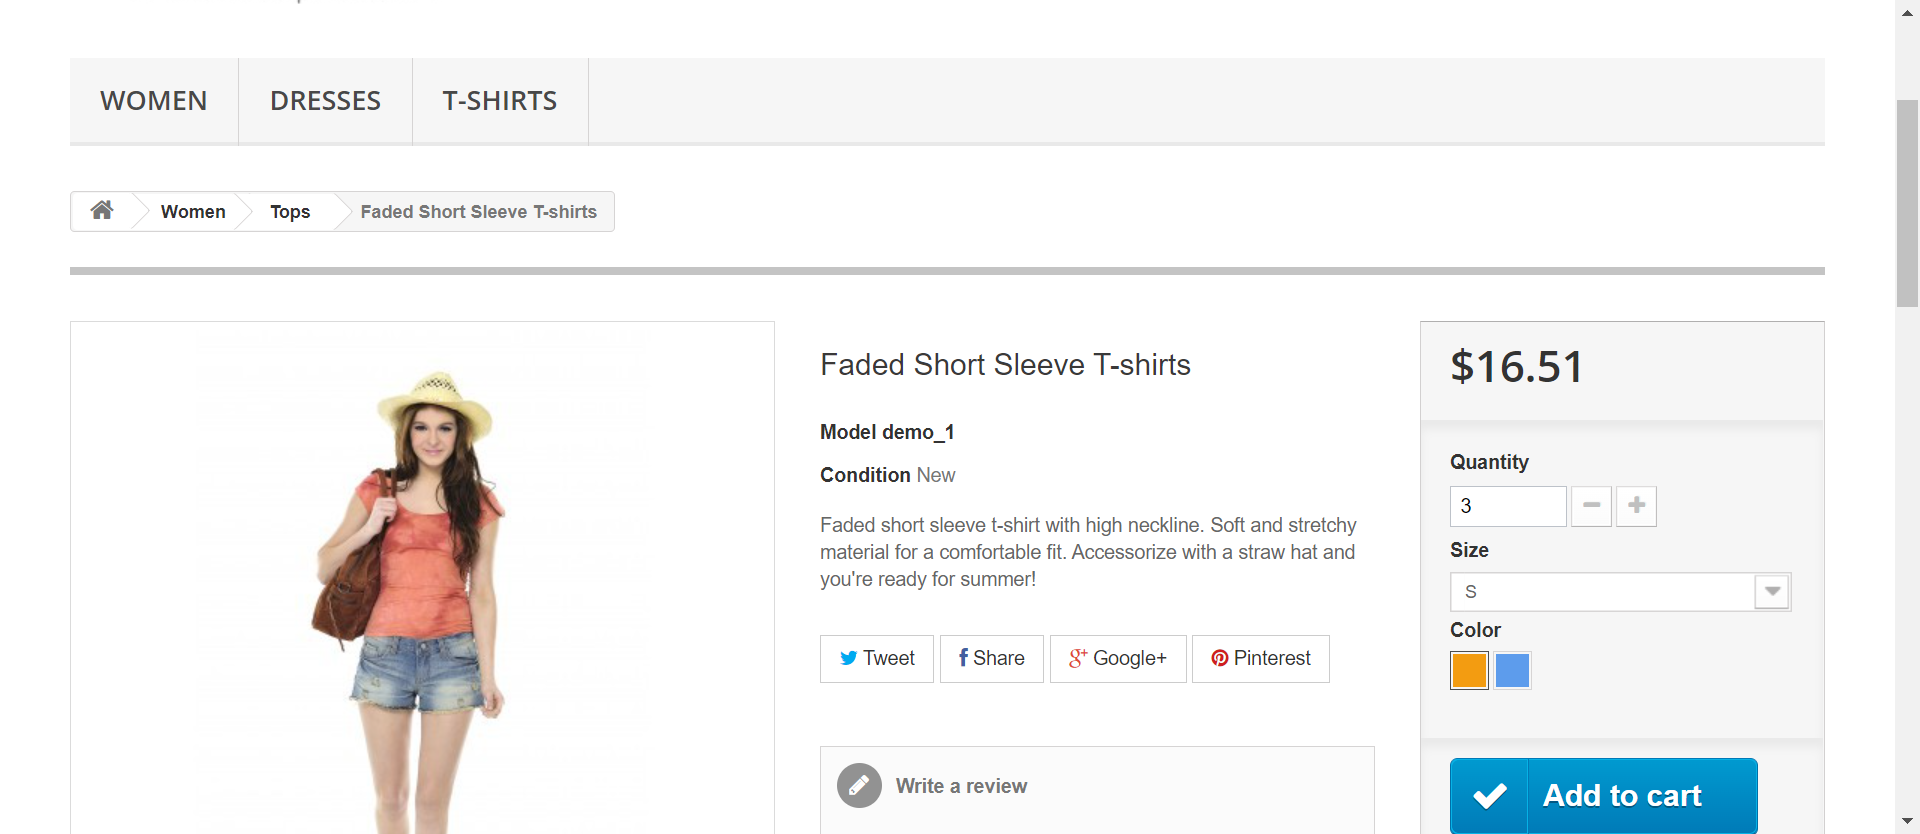 WOMEN DRESSES T-SHIRTS
Women Tops Faded Short Sleeve T-shirts
Faded Short Sleeve T-shirts
Model demo_1
Condition New
Faded short sleeve t-shirt with high neckline. Soft and stretchy
material for a comfortable fit. Accessorize with a straw hat and
you're ready for summer!
Tweet Share Google+ Pinterest
Write a review
$16.51
Quantity
3
Size
S
Color
Add to cart